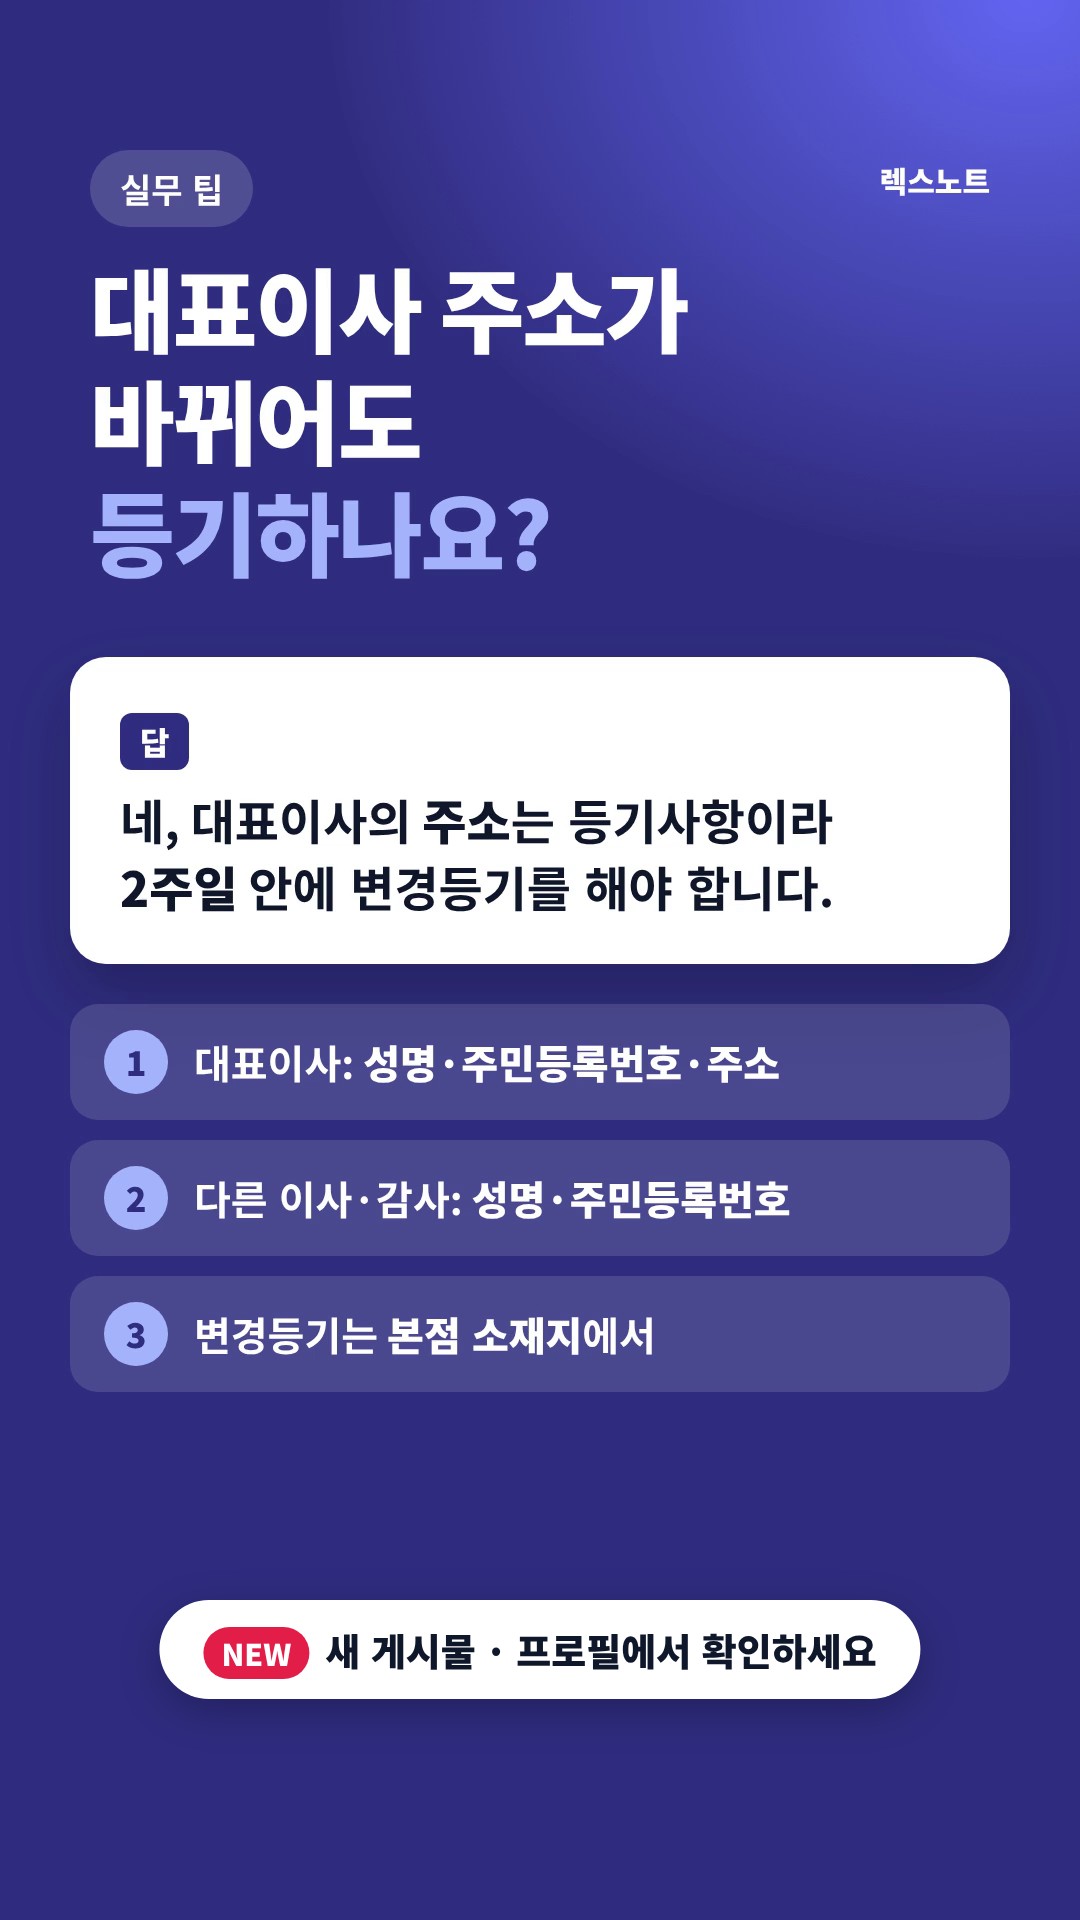 실무 팁
렉스노트
대표이사 주소가
바뀌어도
등기하나요?
답
네, 대표이사의 주소는 등기사항이라
2주일 안에 변경등기를 해야 합니다.
1 대표이사: 성명·주민등록번호·주소
2 다른 이사·감사: 성명·주민등록번호
3 변경등기는 본점 소재지에서
NEW 새 게시물 · 프로필에서 확인하세요